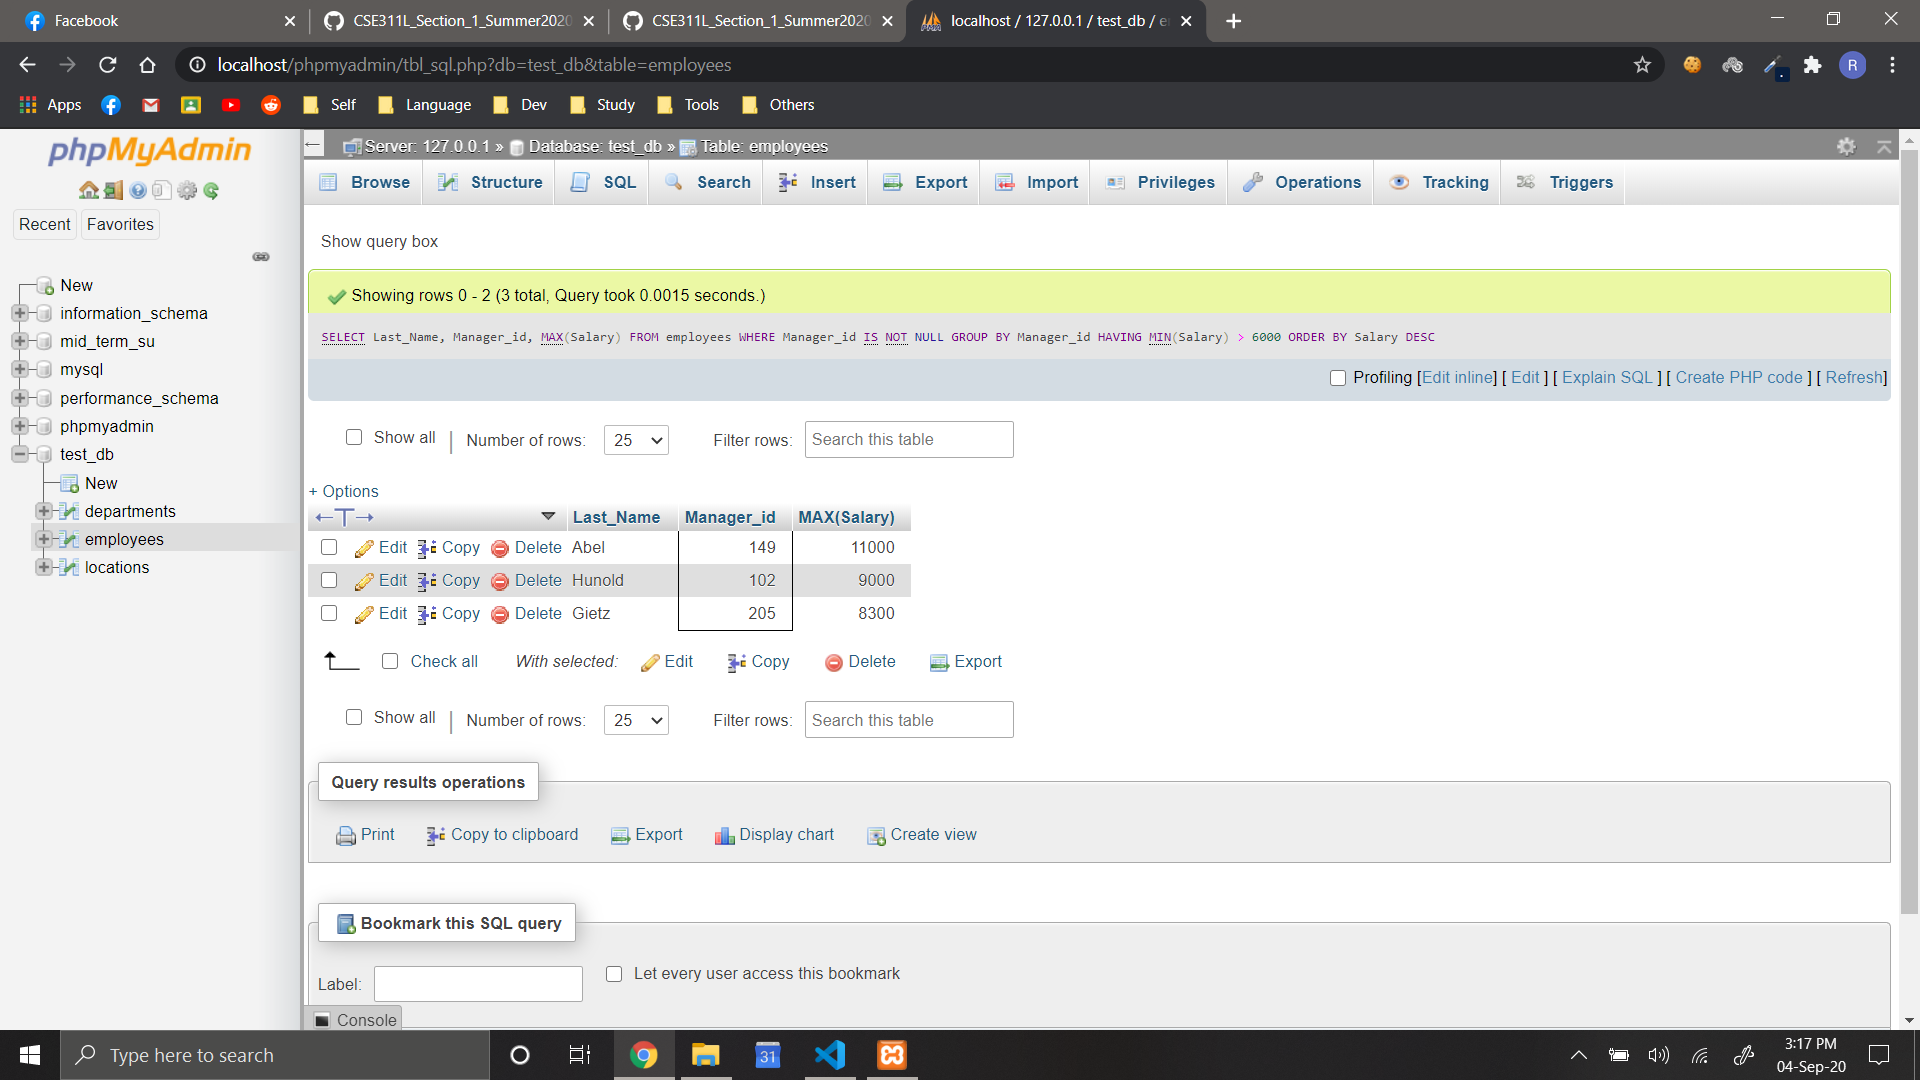 Facebook
CSE311L_Section_1_Summer2020
CSE311L_Section_1_Summer2020
localhost / 127.0.0.1 / test_db / e
localhost/phpmyadmin/tbl_sql.php?db=test_db&table=employees
R
Apps
Self
Language
Dev
Study
Tools
Others
phpMyAdmin
Recent
Favorites
New
information_schema
mid_term_su
mysql
performance_schema
phpmyadmin
test_db
New
departments
employees
locations
Server: 127.0.0.1 » Database: test_db » Table: employees
Browse
Structure
SQL
Search
Insert
Export
Import
Privileges
Operations
Tracking
Triggers
Show query box
Showing rows 0 - 2 (3 total, Query took 0.0015 seconds.)
SELECT Last_Name, Manager_id, MAX(Salary) FROM employees WHERE Manager_id IS NOT NULL GROUP BY Manager_id HAVING MIN(Salary) > 6000 ORDER BY Salary DESC
Profiling [Edit inline] [ Edit ] [ Explain SQL ] [ Create PHP code ] [ Refresh]
Show all | Number of rows: 25 Filter rows: Search this table
+ Options
←T→ Last_Name Manager_id MAX(Salary)
Edit Copy Delete Abel 149 11000
Edit Copy Delete Hunold 102 9000
Edit Copy Delete Gietz 205 8300
Check all With selected: Edit Copy Delete Export
Show all | Number of rows: 25 Filter rows: Search this table
Query results operations
Print Copy to clipboard Export Display chart Create view
Bookmark this SQL query
Label: Let every user access this bookmark
Console
Type here to search
31
3:17 PM
04-Sep-20